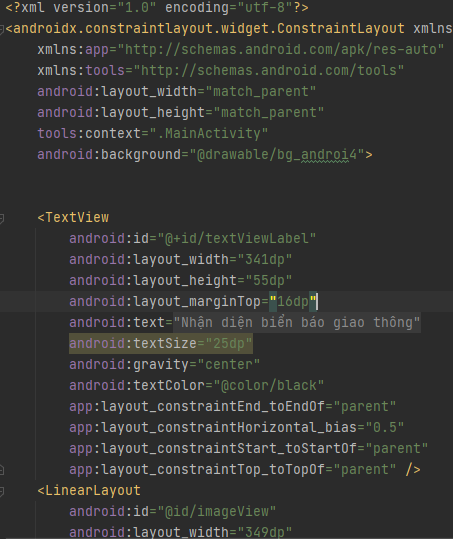 <?xml version="1.0" encoding="utf-8"?>
<androidx.constraintlayout.widget.ConstraintLayout xmlns
xmlns:app="http://schemas.android.com/apk/res-auto"
xmlns:tools="http://schemas.android.com/tools"
android:layout_width="match_parent"
android:layout_height="match_parent"
tools:context=".MainActivity"
android:background="@drawable/bg_androi4">
<TextView
android:id="@+id/textViewLabel"
android:layout_width="341dp"
android:layout_height="55dp"
android:layout_marginTop="16dp"
android:text="Nhận diện biển báo giao thông"
android:textSize="25dp"
android:gravity="center"
android:textColor="@color/black"
app:layout_constraintEnd_toEndOf="parent"
app:layout_constraintHorizontal_bias="0.5"
app:layout_constraintStart_toStartOf="parent"
app:layout_constraintTop_toTopOf="parent" />
<LinearLayout
android:id="@id/imageView"
android:layout_width="349dp"